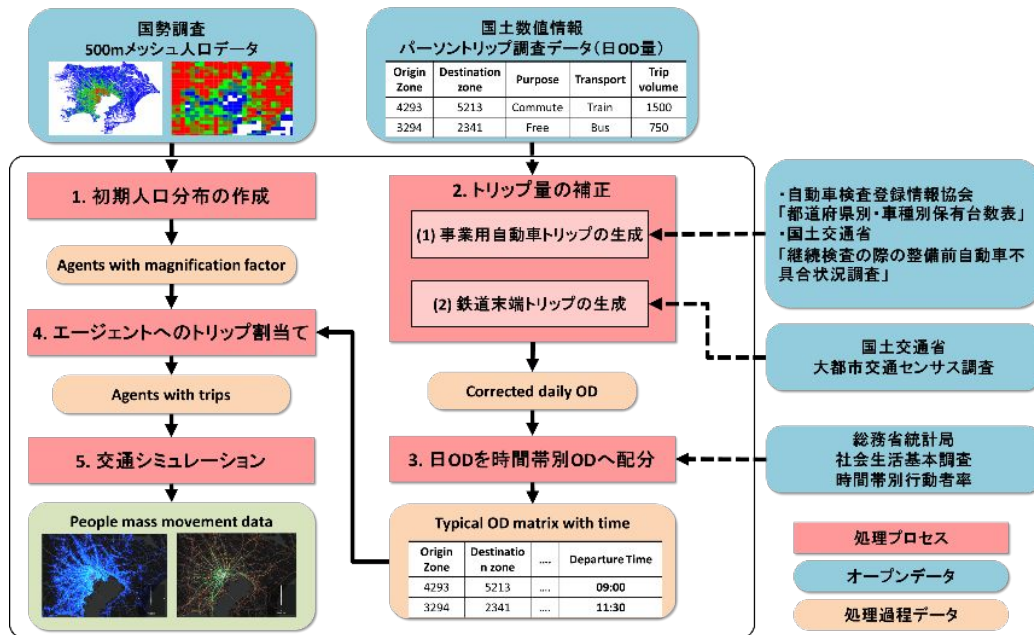 国勢調査
500mメッシュ人口データ
国土数値情報
パーソントリップ調査データ(日OD量)
Origin Zone Destination zone Purpose Transport Trip volume
4293 5213 Commute Train 1500
3294 2341 Free Bus 750
1. 初期人口分布の作成
Agents with magnification factor
4. エージェントへのトリップ割当て
Agents with trips
5. 交通シミュレーション
People mass movement data
2. トリップ量の補正
(1) 事業用自動車トリップの生成
(2) 鉄道末端トリップの生成
Corrected daily OD
3. 日ODを時間帯別ODへ配分
Typical OD matrix with time
Origin Zone Destinatio n zone .... Departure Time
4293 5213 .... 09:00
3294 2341 .... 11:30
・自動車検査登録情報協会
「都道府県別・車種別保有台数表」
・国土交通省
「継続検査の際の整備前自動車不
具合状況調査」
国土交通省
大都市交通センサス調査
総務省統計局
社会生活基本調査
時間帯別行動者率
処理プロセス
オープンデータ
処理過程データ